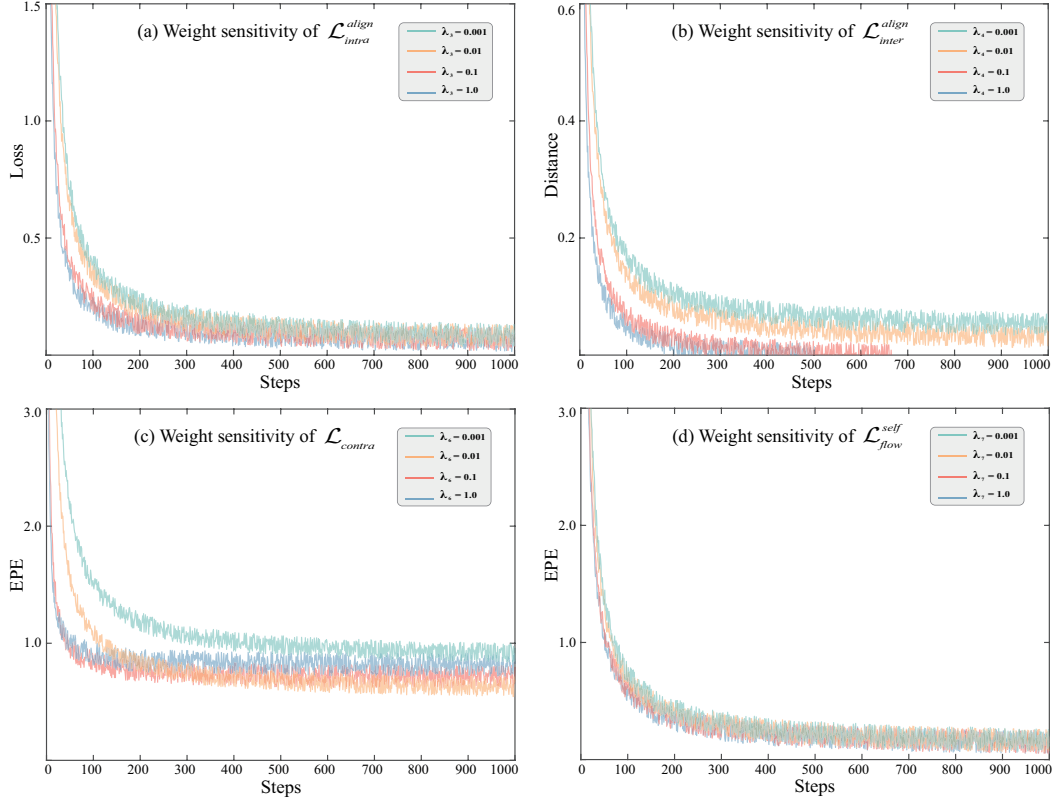 (a) Weight sensitivity of ℒ_intra^align
λ₃=0.001
λ₃=0.01
λ₃=0.1
λ₃=1.0
1.5
1.0
0.5
Loss
0 100 200 300 400 500 600 700 800 900 1000
Steps
(b) Weight sensitivity of ℒ_inter^align
λ₄=0.001
λ₄=0.01
λ₄=0.1
λ₄=1.0
0.6
0.4
0.2
Distance
0 100 200 300 400 500 600 700 800 900 1000
Steps
(c) Weight sensitivity of ℒ_contra
λ₆=0.001
λ₆=0.01
λ₆=0.1
λ₆=1.0
3.0
2.0
1.0
EPE
0 100 200 300 400 500 600 700 800 900 1000
Steps
(d) Weight sensitivity of ℒ_flow^self
λ₇=0.001
λ₇=0.01
λ₇=0.1
λ₇=1.0
3.0
2.0
1.0
EPE
0 100 200 300 400 500 600 700 800 900 1000
Steps